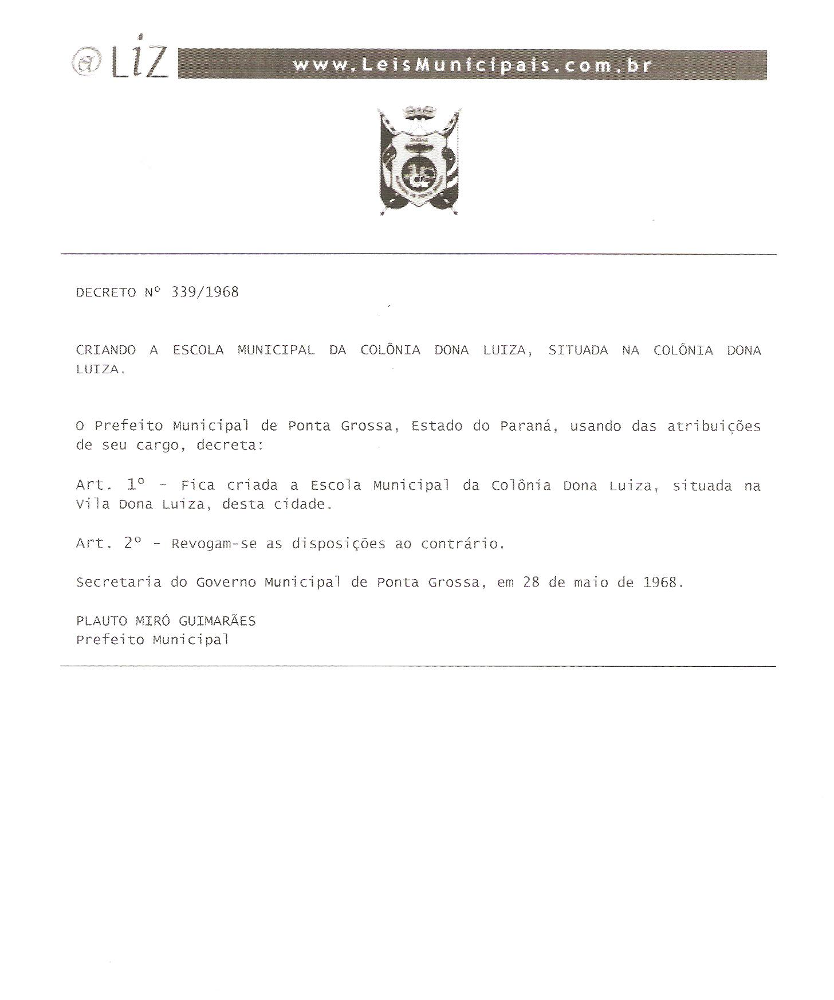 @LIZ www.LeisMunicipais.com.br
DECRETO Nº 339/1968
CRIANDO A ESCOLA MUNICIPAL DA COLÔNIA DONA LUIZA, SITUADA NA COLÔNIA DONA
LUIZA.
O Prefeito Municipal de Ponta Grossa, Estado do Paraná, usando das atribuições
de seu cargo, decreta:
Art. 1º - Fica criada a Escola Municipal da Colônia Dona Luiza, situada na
Vila Dona Luiza, desta cidade.
Art. 2º - Revogam-se as disposições ao contrário.
Secretaria do Governo Municipal de Ponta Grossa, em 28 de maio de 1968.
PLAUTO MIRÓ GUIMARÃES
Prefeito Municipal